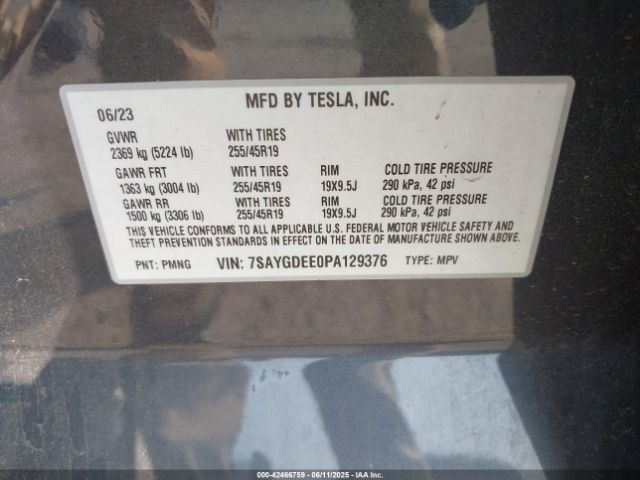 MFD BY TESLA, INC.
06/23
GVWR WITH TIRES
2369 kg (5224 lb) 255/45R19
GAWR FRT WITH TIRES RIM COLD TIRE PRESSURE
1363 kg (3004 lb) 255/45R19 19X9.5J 290 kPa, 42 psi
GAWR RR WITH TIRES RIM COLD TIRE PRESSURE
1500 kg (3306 lb) 255/45R19 19X9.5J 290 kPa, 42 psi
THIS VEHICLE CONFORMS TO ALL APPLICABLE U.S. FEDERAL MOTOR VEHICLE SAFETY AND
THEFT PREVENTION STANDARDS IN EFFECT ON THE DATE OF MANUFACTURE SHOWN ABOVE.
PNT: PMNG VIN: 7SAYGDEE0PA129376 TYPE: MPV
000-42466759 - 06/11/2025 - IAA Inc.